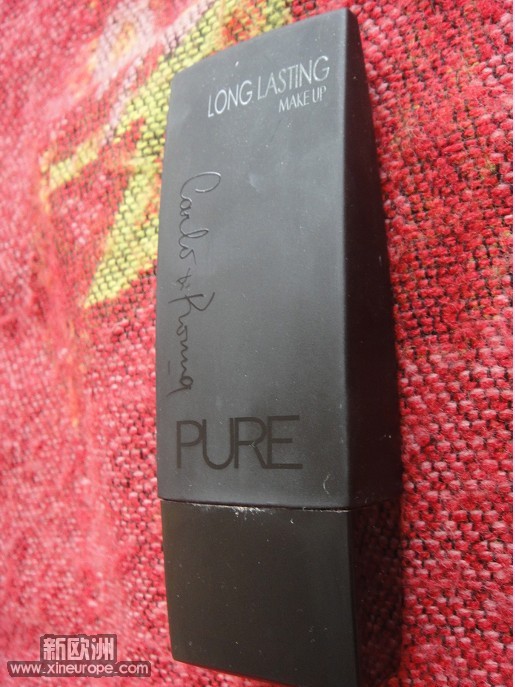 LONG LASTING
MAKE UP
Carlo di Roma
PURE
新欧洲
www.xineurope.com